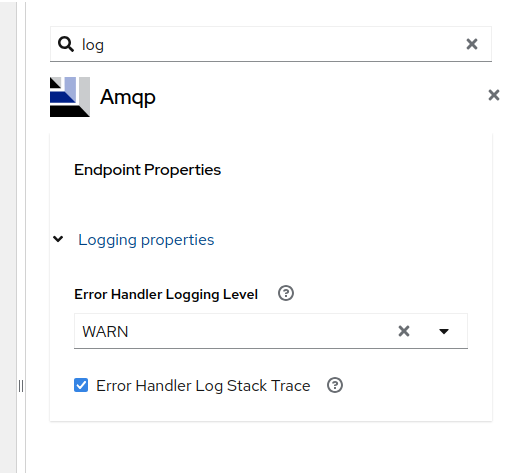 log
Amqp
Endpoint Properties
Logging properties
Error Handler Logging Level
WARN
Error Handler Log Stack Trace